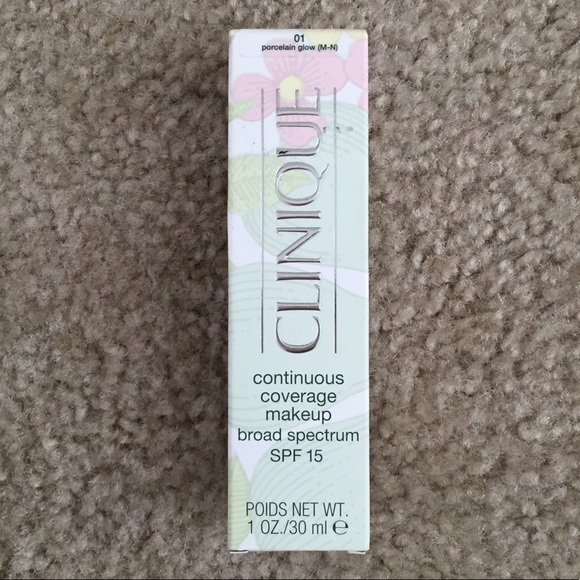 01
porcelain glow (M-N)
CLINIQUE
continuous
coverage
makeup
broad spectrum
SPF 15
POIDS NET WT.
1 OZ./30 ml ℮